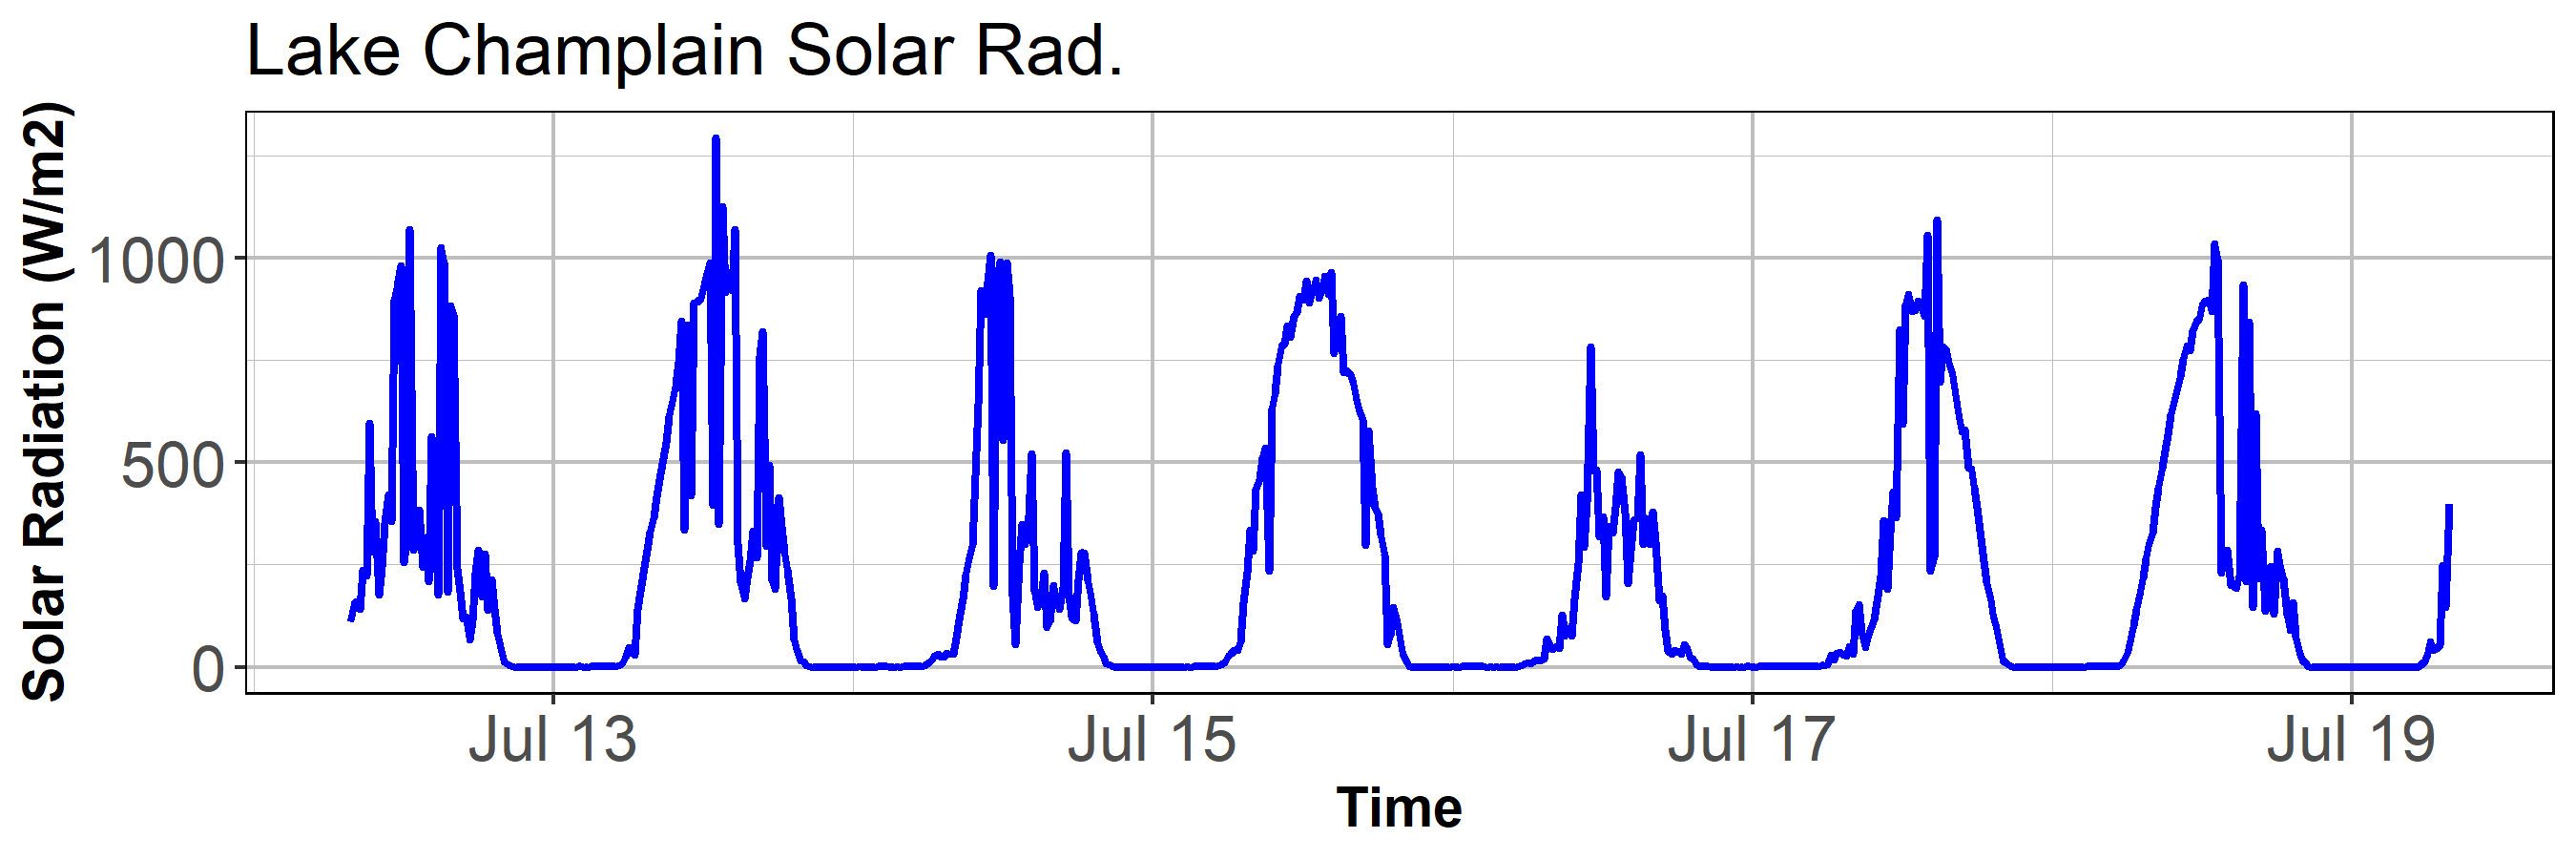 Lake Champlain Solar Rad.
Solar Radiation (W/m2)
1000
500
0
Jul 13 Jul 15 Jul 17 Jul 19
Time